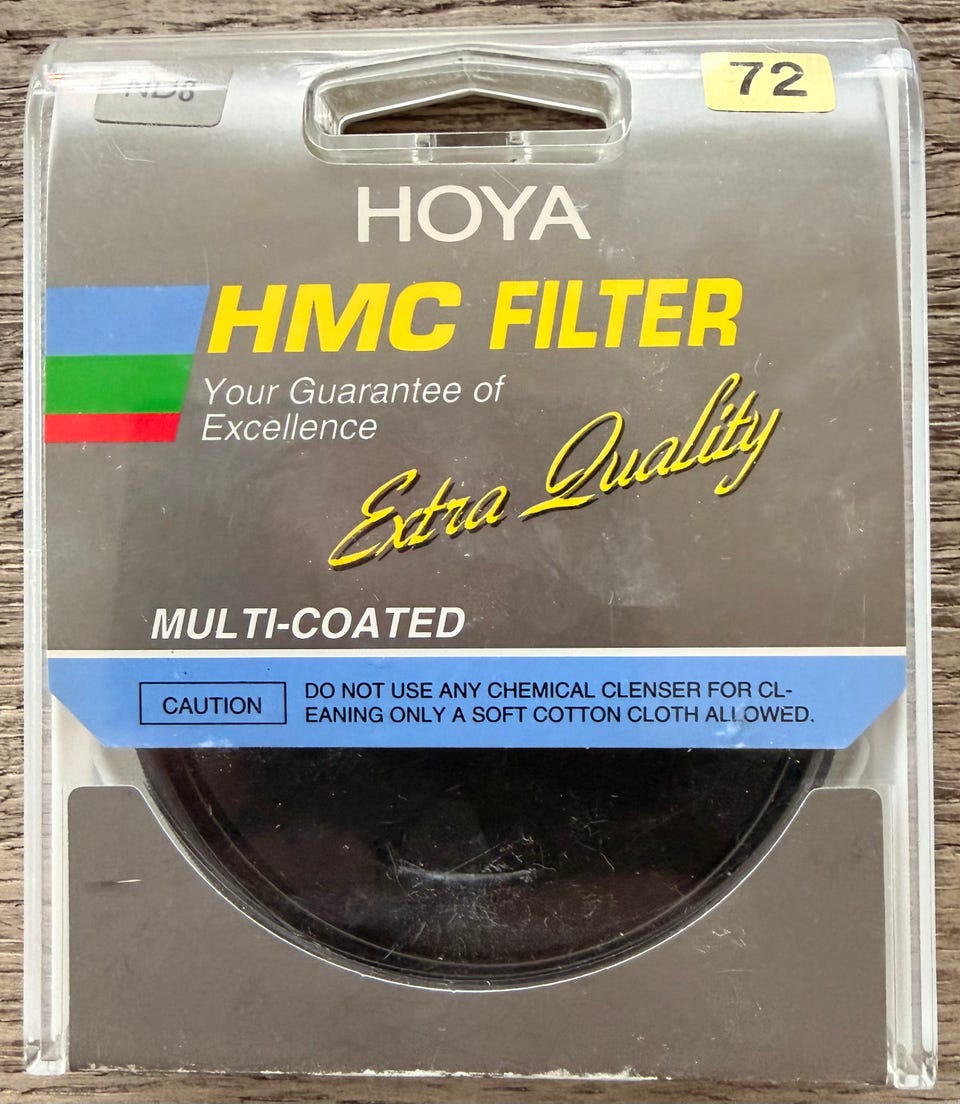 ND8
72
HOYA
HMC FILTER
Your Guarantee of
Excellence
Extra Quality
MULTI-COATED
CAUTION
DO NOT USE ANY CHEMICAL CLENSER FOR CL-
EANING ONLY A SOFT COTTON CLOTH ALLOWED.